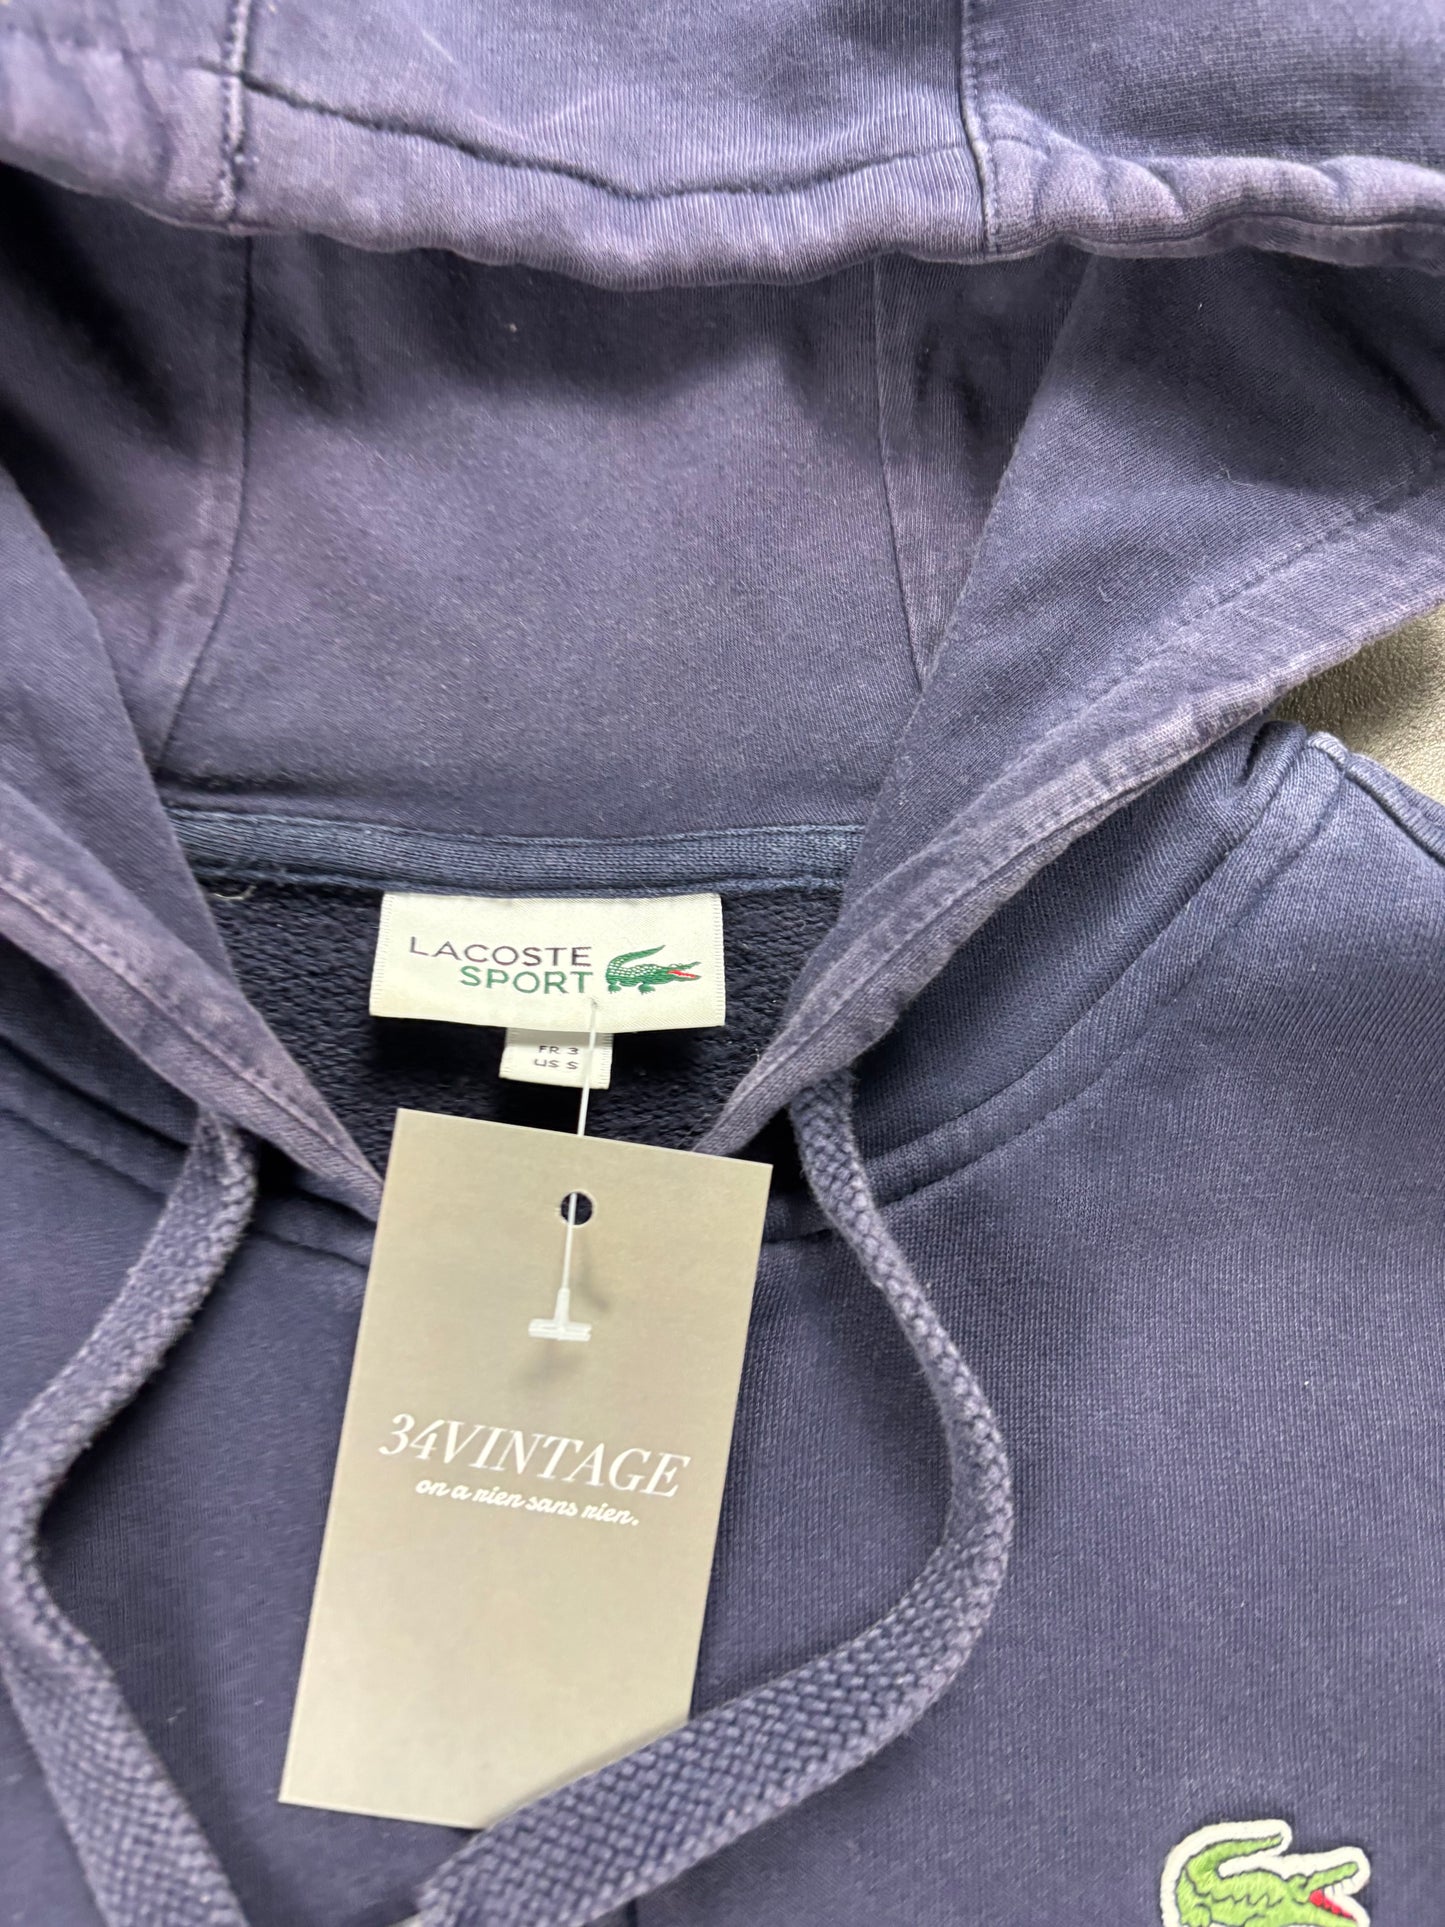 LACOSTE
SPORT
FR 3
US S
34VINTAGE
on a rien sans rien.